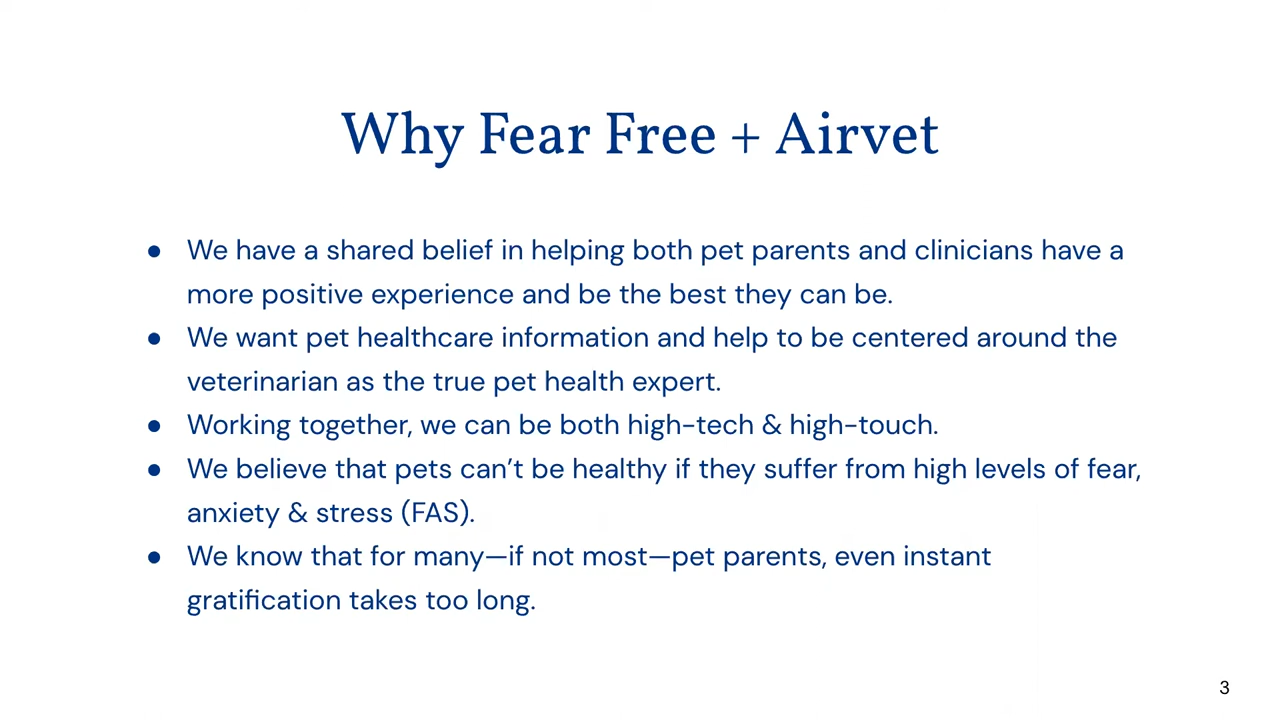 Why Fear Free + Airvet
● We have a shared belief in helping both pet parents and clinicians have a
more positive experience and be the best they can be.
● We want pet healthcare information and help to be centered around the
veterinarian as the true pet health expert.
● Working together, we can be both high-tech & high-touch.
● We believe that pets can’t be healthy if they suffer from high levels of fear,
anxiety & stress (FAS).
● We know that for many—if not most—pet parents, even instant
gratification takes too long.
3